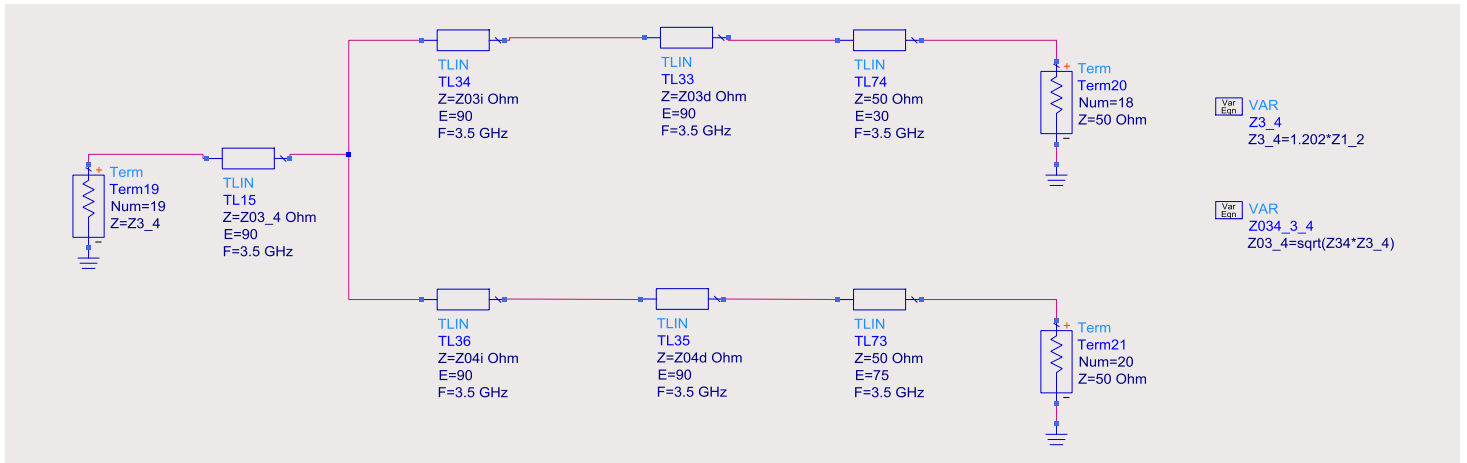 TLIN
TL34
Z=Z03i Ohm
E=90
F=3.5 GHz
TLIN
TL33
Z=Z03d Ohm
E=90
F=3.5 GHz
TLIN
TL74
Z=50 Ohm
E=30
F=3.5 GHz
+ Term
Term20
Num=18
Z=50 Ohm
-
Var
Eqn
VAR
Z3_4
Z3_4=1.202*Z1_2
+ Term
Term19
Num=19
Z=Z3_4
-
TLIN
TL15
Z=Z03_4 Ohm
E=90
F=3.5 GHz
Var
Eqn
VAR
Z034_3_4
Z03_4=sqrt(Z34*Z3_4)
TLIN
TL36
Z=Z04i Ohm
E=90
F=3.5 GHz
TLIN
TL35
Z=Z04d Ohm
E=90
F=3.5 GHz
TLIN
TL73
Z=50 Ohm
E=75
F=3.5 GHz
+ Term
Term21
Num=20
Z=50 Ohm
-